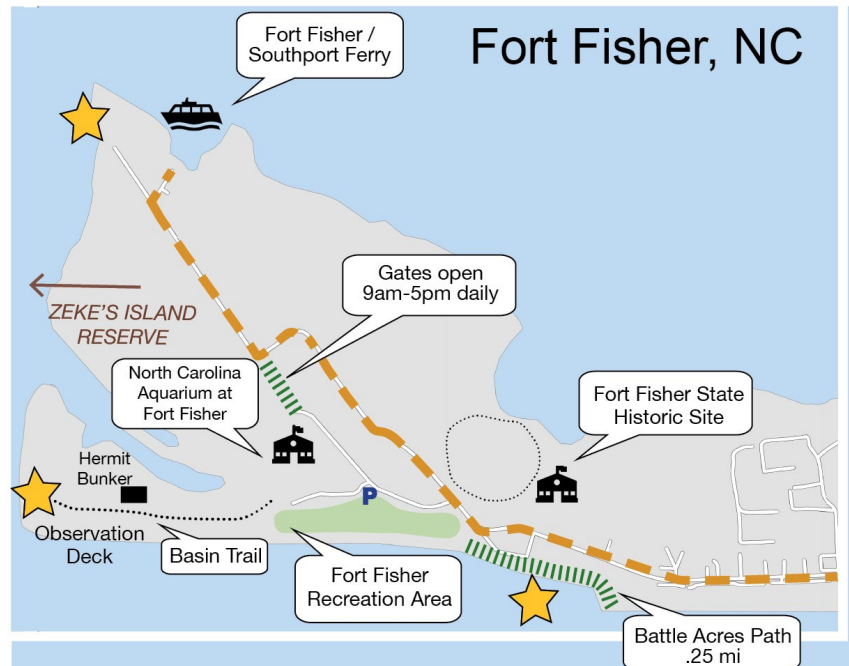 Fort Fisher /
Southport Ferry
Fort Fisher, NC
Gates open
9am-5pm daily
ZEKE'S ISLAND
RESERVE
North Carolina
Aquarium at
Fort Fisher
Fort Fisher State
Historic Site
Hermit
Bunker
P
Observation
Deck
Basin Trail
Fort Fisher
Recreation Area
Battle Acres Path
.25 mi